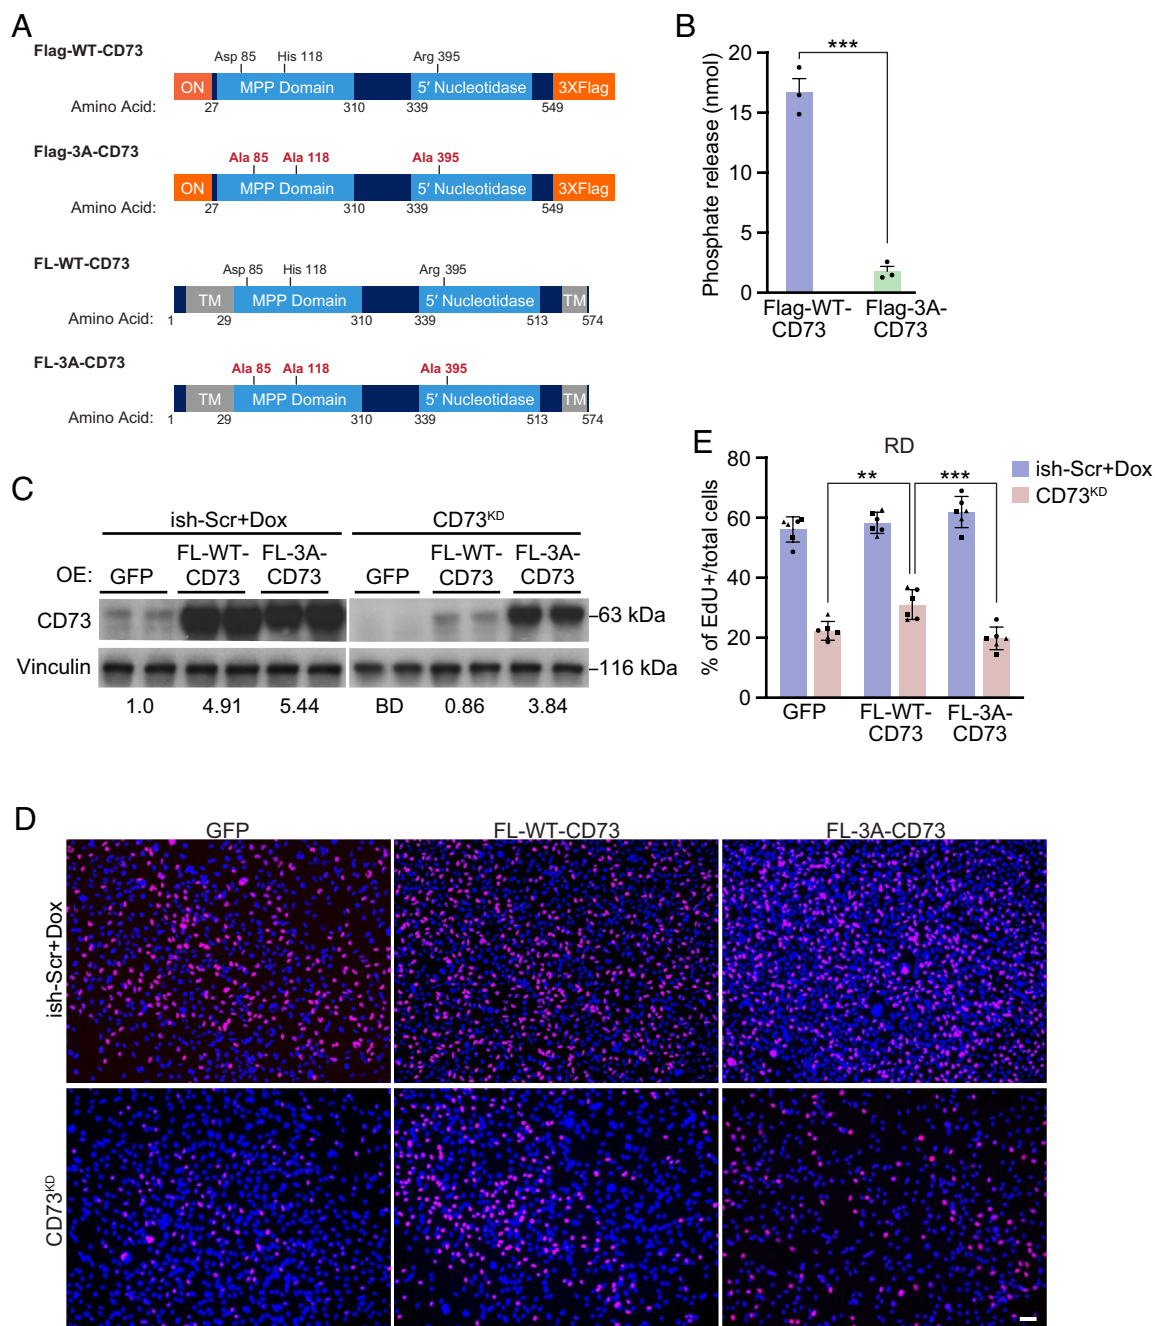 A
Flag-WT-CD73
Asp 85 His 118 Arg 395
ON MPP Domain 5′ Nucleotidase 3XFlag
Amino Acid: 27 310 339 549
Flag-3A-CD73
Ala 85 Ala 118 Ala 395
ON MPP Domain 5′ Nucleotidase 3XFlag
Amino Acid: 27 310 339 549
FL-WT-CD73
Asp 85 His 118 Arg 395
TM MPP Domain 5′ Nucleotidase TM
Amino Acid: 1 29 310 339 513 574
FL-3A-CD73
Ala 85 Ala 118 Ala 395
TM MPP Domain 5′ Nucleotidase TM
Amino Acid: 1 29 310 339 513 574
B
***
Phosphate release (nmol)
20
15
10
5
0
Flag-WT-CD73
Flag-3A-CD73
C
ish-Scr+Dox CD73KD
OE: GFP FL-WT-CD73 FL-3A-CD73 GFP FL-WT-CD73 FL-3A-CD73
CD73 –63 kDa
Vinculin –116 kDa
1.0 4.91 5.44 BD 0.86 3.84
E
RD
ish-Scr+Dox
CD73KD
** ***
% of EdU+/total cells
80
60
40
20
0
GFP FL-WT-CD73 FL-3A-CD73
D
GFP FL-WT-CD73 FL-3A-CD73
ish-Scr+Dox
CD73KD